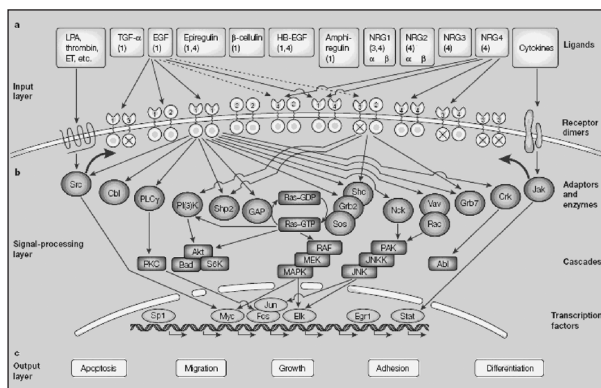 a
LPA,
thrombin,
ET, etc.
TGF-α
(1)
EGF
(1)
Epiregulin
(1,4)
β-cellulin
(1)
HB-EGF
(1,4)
Amphi-
regulin
(1)
NRG1
(3,4)
α β
NRG2
(4)
α β
NRG3
(4)
NRG4
(4)
Cytokines
Ligands
Input
layer
Receptor
dimers
b
Src
Cbl
PLCγ
PI(3)K
Shp2
GAP
Ras-GDP
Ras-GTP
Shc
Grb2
Sos
Nck
Vav
Rac
Grb7
Crk
Jak
Adaptors and
enzymes
Signal-processing
layer
PKC
Akt
Bad
S6K
RAF
MEK
MAPK
PAK
JNKK
JNK
Abl
Cascades
Sp1
Myc
Jun
Fos
Elk
Egr1
Stat
Transcription
factors
c
Output
layer
Apoptosis
Migration
Growth
Adhesion
Differentiation